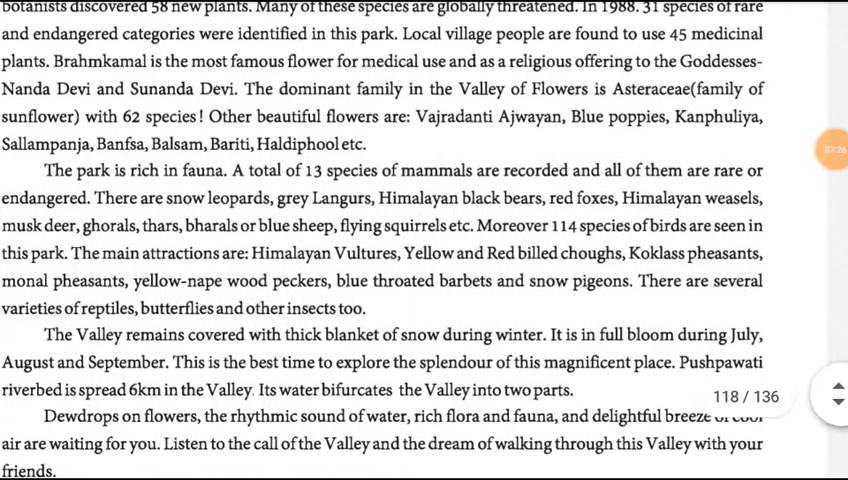 botanists discovered 58 new plants. Many of these species are globally threatened. In 1988. 31 species of rare
and endangered categories were identified in this park. Local village people are found to use 45 medicinal
plants. Brahmkamal is the most famous flower for medical use and as a religious offering to the Goddesses-
Nanda Devi and Sunanda Devi. The dominant family in the Valley of Flowers is Asteraceae(family of
sunflower) with 62 species! Other beautiful flowers are: Vajradanti Ajwayan, Blue poppies, Kanphuliya,
Sallampanja, Banfsa, Balsam, Bariti, Haldiphool etc.
07:26
The park is rich in fauna. A total of 13 species of mammals are recorded and all of them are rare or
endangered. There are snow leopards, grey Langurs, Himalayan black bears, red foxes, Himalayan weasels,
musk deer, ghorals, thars, bharals or blue sheep, flying squirrels etc. Moreover 114 species of birds are seen in
this park. The main attractions are: Himalayan Vultures, Yellow and Red billed choughs, Koklass pheasants,
monal pheasants, yellow-nape wood peckers, blue throated barbets and snow pigeons. There are several
varieties of reptiles, butterflies and other insects too.
The Valley remains covered with thick blanket of snow during winter. It is in full bloom during July,
August and September. This is the best time to explore the splendour of this magnificent place. Pushpawati
riverbed is spread 6km in the Valley. Its water bifurcates the Valley into two parts.
118 / 136
Dewdrops on flowers, the rhythmic sound of water, rich flora and fauna, and delightful breeze of cool
air are waiting for you. Listen to the call of the Valley and the dream of walking through this Valley with your
friends.